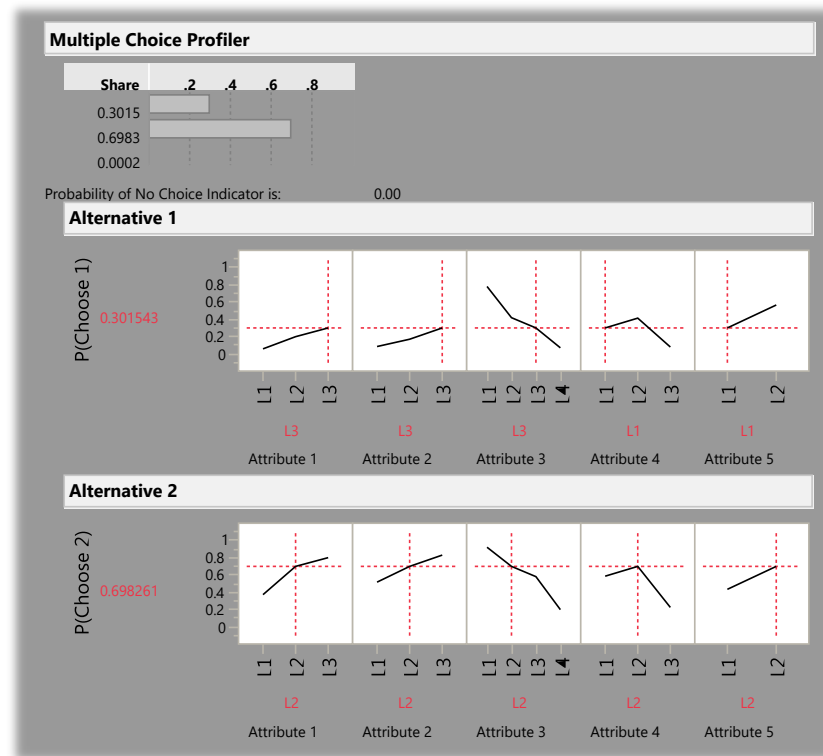 Multiple Choice Profiler
Share .2 .4 .6 .8
0.3015
0.6983
0.0002
Probability of No Choice Indicator is: 0.00
Alternative 1
P(Choose 1)
0.301543
1
0.8
0.6
0.4
0.2
0
L1 L2 L3 L1 L2 L3 L1 L2 L3 L4 L1 L2 L3 L1 L2
L3 L3 L3 L1 L1
Attribute 1 Attribute 2 Attribute 3 Attribute 4 Attribute 5
Alternative 2
P(Choose 2)
0.698261
1
0.8
0.6
0.4
0.2
0
L1 L2 L3 L1 L2 L3 L1 L2 L3 L4 L1 L2 L3 L1 L2
L2 L2 L2 L2 L2
Attribute 1 Attribute 2 Attribute 3 Attribute 4 Attribute 5